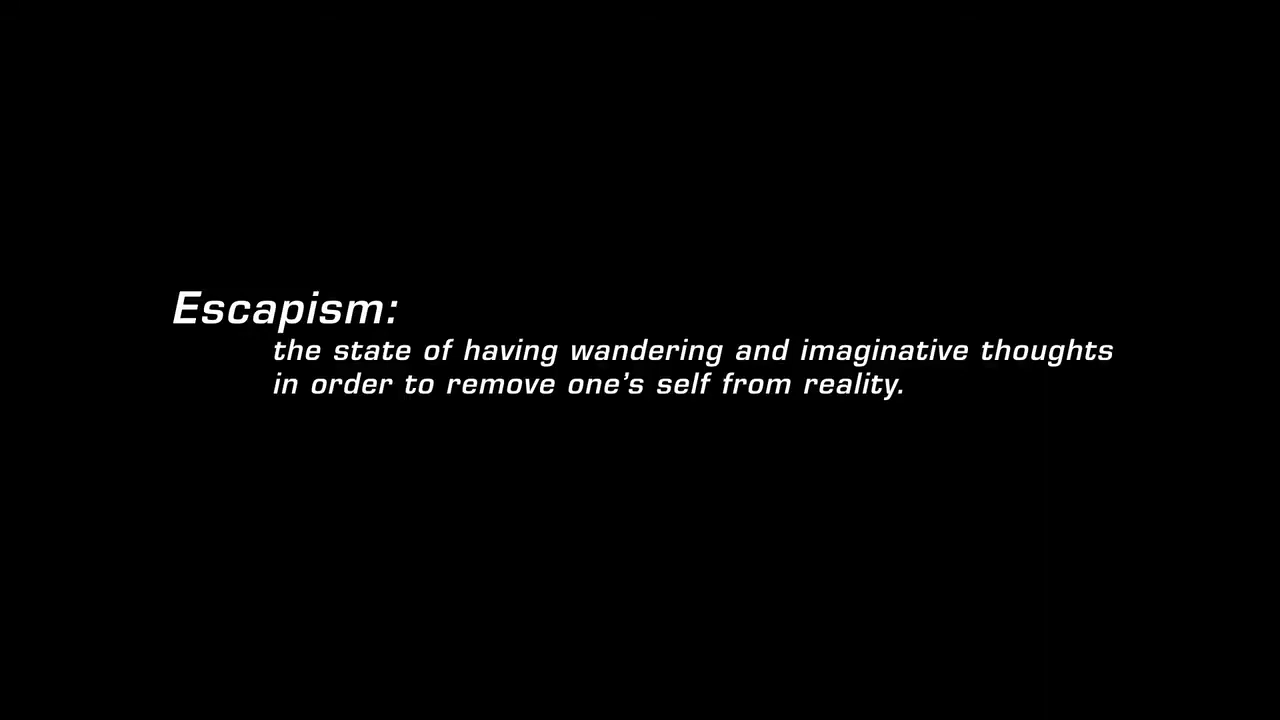 Escapism:
the state of having wandering and imaginative thoughts
in order to remove one’s self from reality.